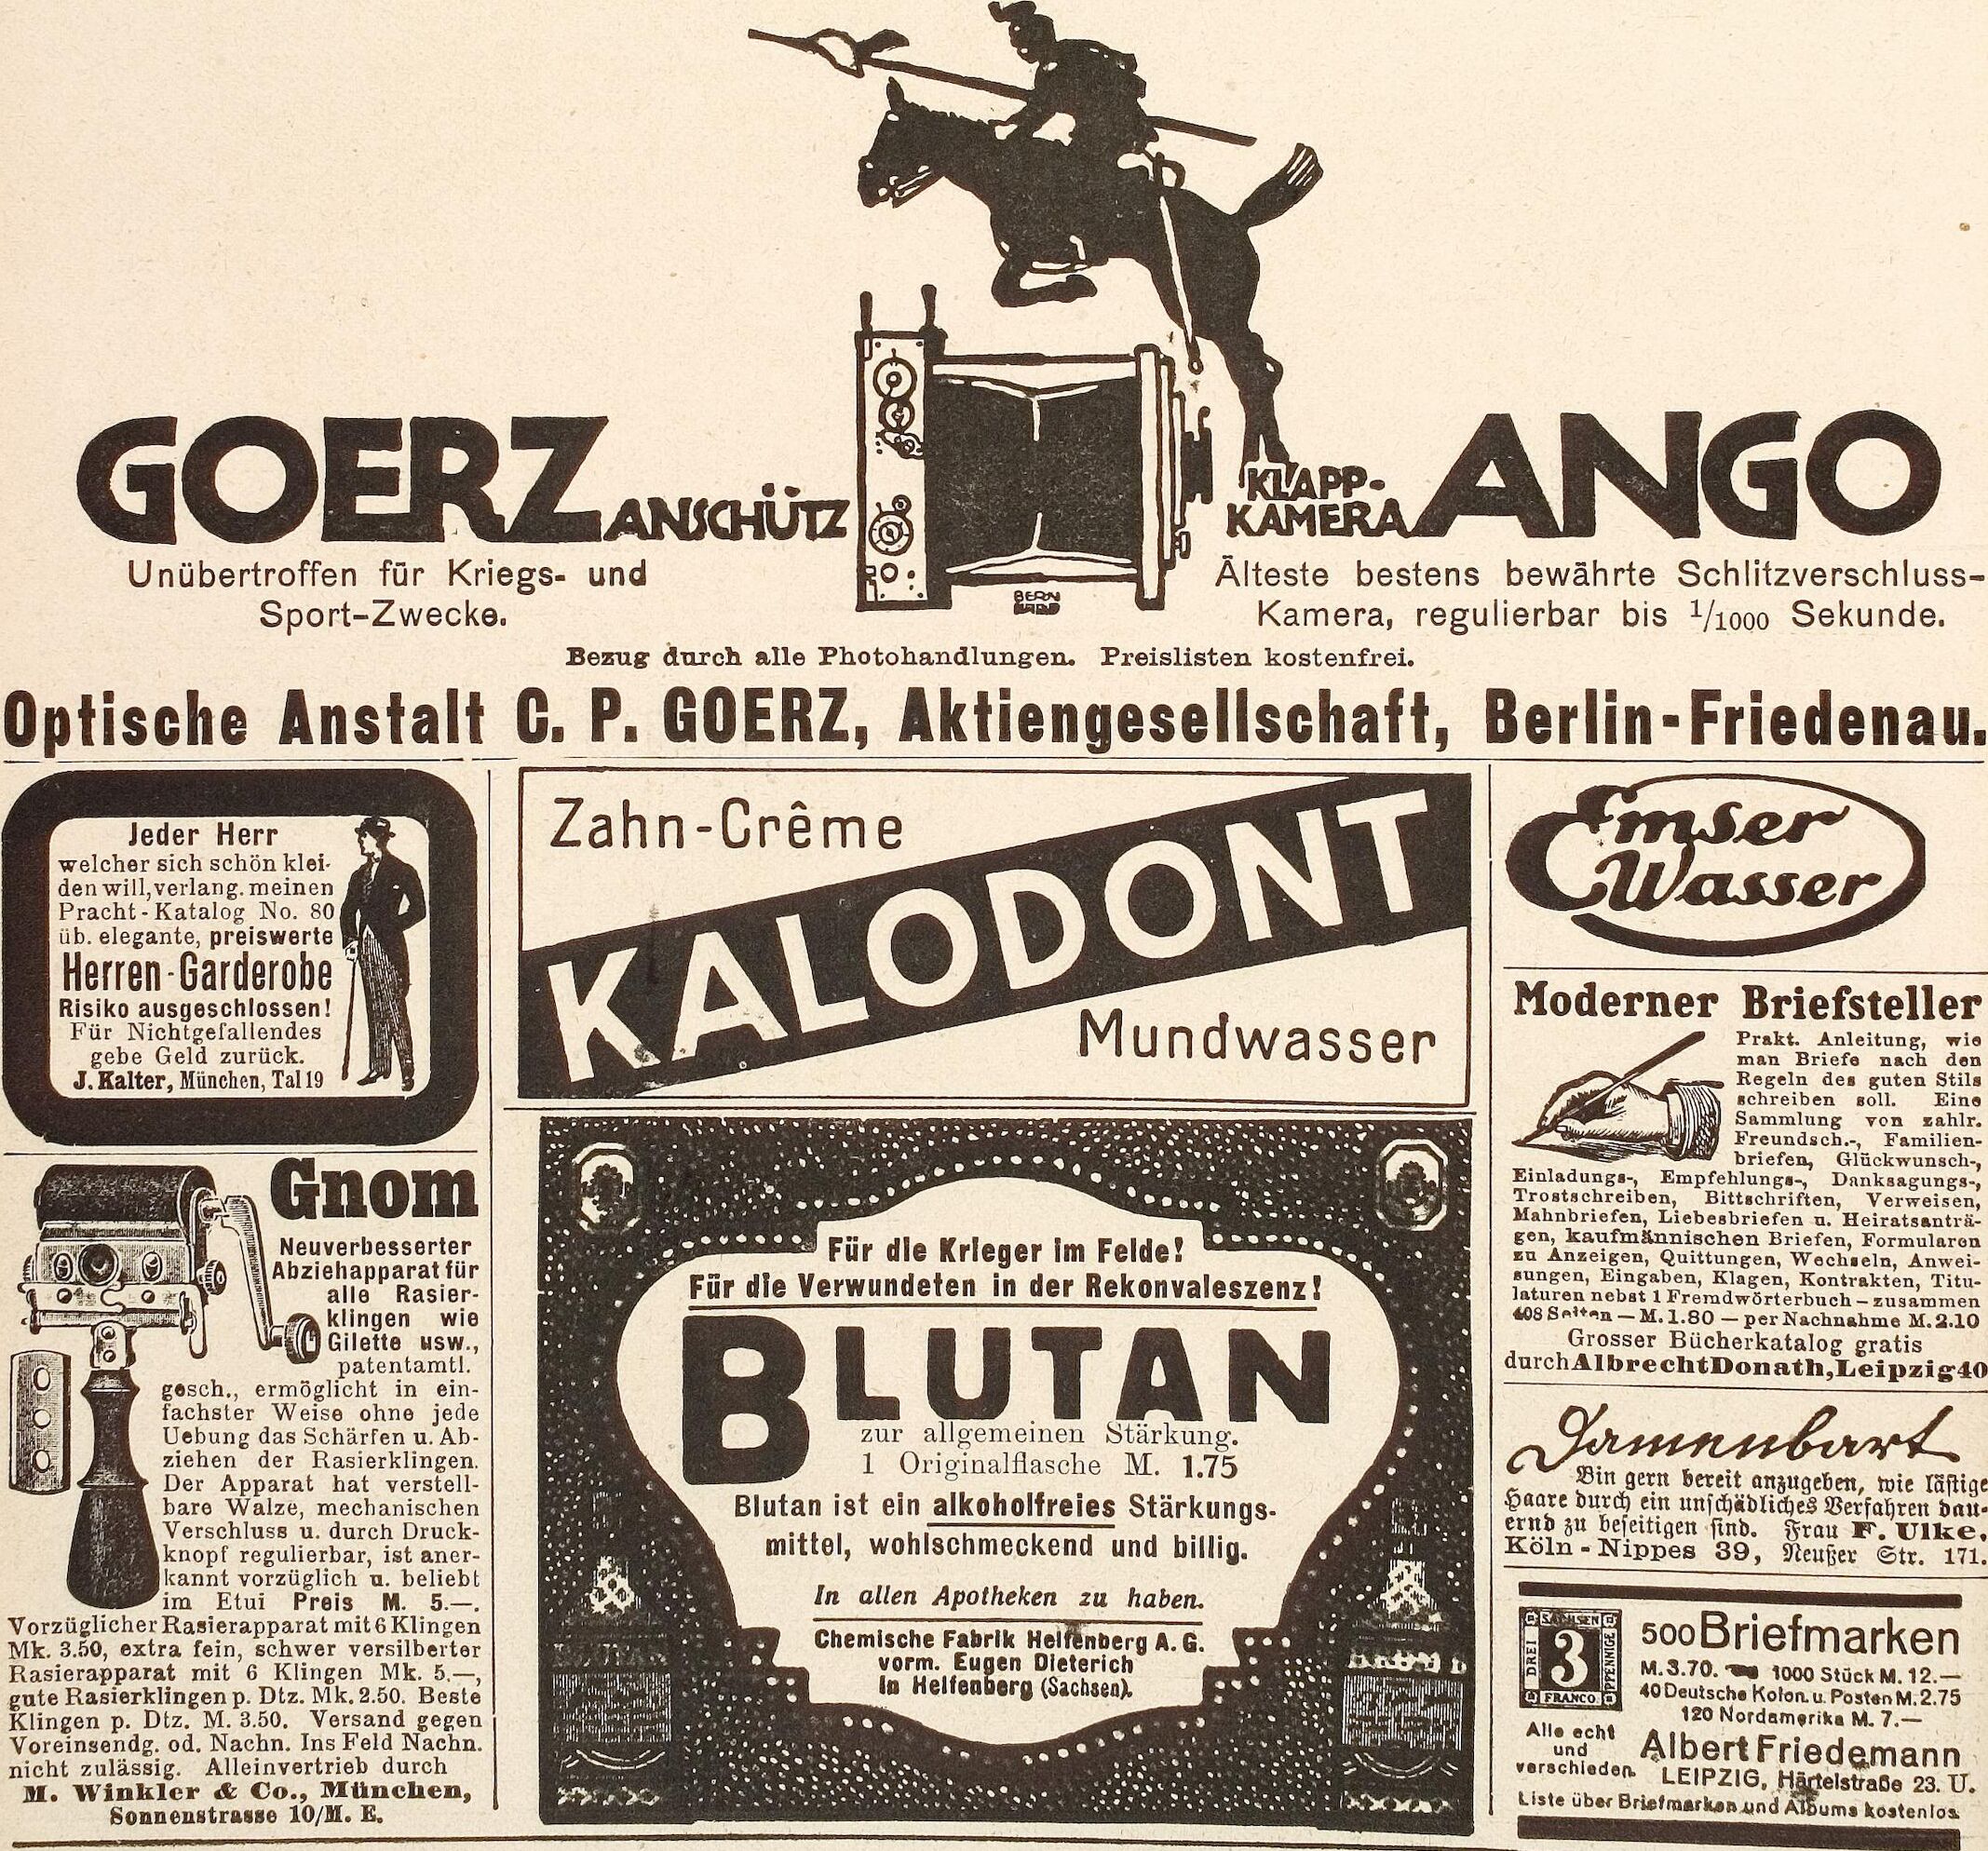 GOERZ ANSCHÜTZ KLAPP-
KAMERA ANGO
Unübertroffen für Kriegs- und
Sport-Zwecke.
BERN
HARD
Älteste bestens bewährte Schlitzverschluss-
Kamera, regulierbar bis 1/1000 Sekunde.
Bezug durch alle Photohandlungen. Preislisten kostenfrei.
Optische Anstalt C. P. GOERZ, Aktiengesellschaft, Berlin-Friedenau.
Jeder Herr
welcher sich schön klei-
den will, verlang. meinen
Pracht-Katalog No. 80
üb. elegante, preiswerte
Herren-Garderobe
Risiko ausgeschlossen!
Für Nichtgefallendes
gebe Geld zurück.
J. Kalter, München, Tal 19
Gnom
Neuverbesserter
Abziehapparat für
alle Rasier-
klingen wie
Gilette usw.,
patentamtl.
gesch., ermöglicht in ein-
fachster Weise ohne jede
Uebung das Schärfen u. Ab-
ziehen der Rasierklingen.
Der Apparat hat verstell-
bare Walze, mechanischen
Verschluss u. durch Druck-
knopf regulierbar, ist aner-
kannt vorzüglich u. beliebt
im Etui Preis M. 5.—.
Vorzüglicher Rasierapparat mit 6 Klingen
Mk. 3.50, extra fein, schwer versilberter
Rasierapparat mit 6 Klingen Mk. 5.—,
gute Rasierklingen p. Dtz. Mk. 2.50. Beste
Klingen p. Dtz. M. 3.50. Versand gegen
Voreinsendg. od. Nachn. Ins Feld Nachn.
nicht zulässig. Alleinvertrieb durch
M. Winkler & Co., München,
Sonnenstrasse 10/M. E.
Zahn-Crême
KALODONT
Mundwasser
Für die Krieger im Felde!
Für die Verwundeten in der Rekonvaleszenz!
BLUTAN
zur allgemeinen Stärkung.
1 Originalflasche M. 1.75
Blutan ist ein alkoholfreies Stärkungs-
mittel, wohlschmeckend und billig.
In allen Apotheken zu haben.
Chemische Fabrik Helfenberg A. G.
vorm. Eugen Dieterich
in Helfenberg (Sachsen).
Emser
Wasser
Moderner Briefsteller
Prakt. Anleitung, wie
man Briefe nach den
Regeln des guten Stils
schreiben soll. Eine
Sammlung von zahlr.
Freundsch.-, Familien-
briefen, Glückwunsch-,
Einladungs-, Empfehlungs-, Danksagungs-,
Trostschreiben, Bittschriften, Verweisen,
Mahnbriefen, Liebesbriefen u. Heiratsanträ-
gen, kaufmännischen Briefen, Formularen
zu Anzeigen, Quittungen, Wechseln, Anwei-
sungen, Eingaben, Klagen, Kontrakten, Titu-
laturen nebst 1 Fremdwörterbuch – zusammen
408 Seiten — M. 1.80 — per Nachnahme M. 2.10
Grosser Bücherkatalog gratis
durch Albrecht Donath, Leipzig 40
Damenbart
Bin gern bereit anzugeben, wie lästige
Haare durch ein unschädliches Verfahren dau-
ernd zu beseitigen sind. Frau F. Ulke,
Köln-Nippes 39, Neußer Str. 171.
SACHSEN
DREI
3
PFENNIGE
FRANCO
500 Briefmarken
M. 3.70. 1000 Stück M. 12.—
40 Deutsche Kolon. u. Posten M. 2.75
120 Nordamerika M. 7.—
Alle echt
und
verschieden.
Albert Friedemann
LEIPZIG, Härtelstraße 23. U.
Liste über Briefmarken und Albums kostenlos